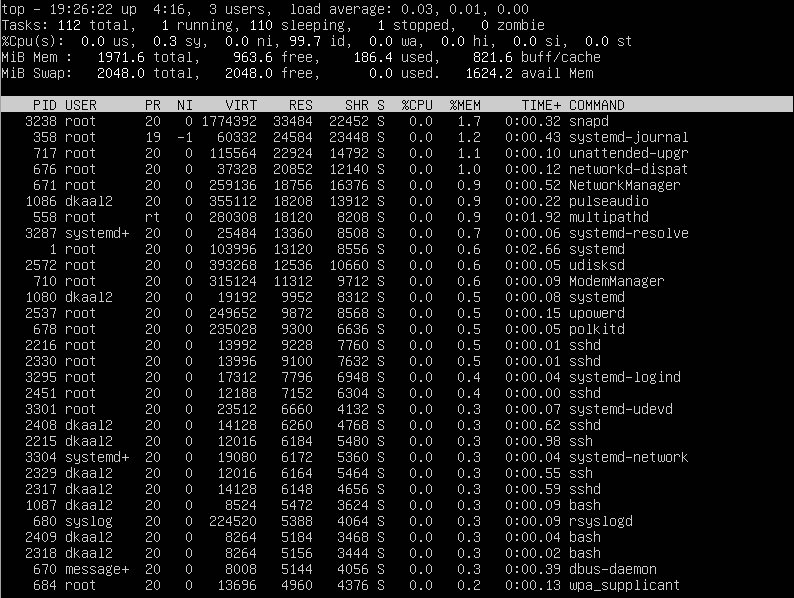 top - 19:26:22 up  4:16,  3 users,  load average: 0.03, 0.01, 0.00
Tasks: 112 total,   1 running, 110 sleeping,   1 stopped,   0 zombie
%Cpu(s):  0.0 us,  0.3 sy,  0.0 ni, 99.7 id,  0.0 wa,  0.0 hi,  0.0 si,  0.0 st
MiB Mem :   1971.6 total,    963.6 free,    186.4 used,    821.6 buff/cache
MiB Swap:   2048.0 total,   2048.0 free,      0.0 used.   1624.2 avail Mem
PID USER      PR  NI    VIRT    RES    SHR S  %CPU  %MEM     TIME+ COMMAND
3238 root      20   0 1774392  33484  22452 S   0.0   1.7   0:00.32 snapd
358 root      19  -1   60332  24584  23448 S   0.0   1.2   0:00.43 systemd-journal
717 root      20   0  115564  22924  14792 S   0.0   1.1   0:00.10 unattended-upgr
676 root      20   0   37328  20852  12140 S   0.0   1.0   0:00.12 networkd-dispat
671 root      20   0  259136  18756  16376 S   0.0   0.9   0:00.52 NetworkManager
1086 dkaal2    20   0  355112  18208  13912 S   0.0   0.9   0:00.22 pulseaudio
558 root      rt   0  280308  18120   8208 S   0.0   0.9   0:01.92 multipathd
3287 systemd+  20   0   25484  13360   8508 S   0.0   0.7   0:00.06 systemd-resolve
1 root      20   0  103996  13120   8556 S   0.0   0.6   0:02.66 systemd
2572 root      20   0  393268  12536  10660 S   0.0   0.6   0:00.05 udisksd
710 root      20   0  315124  11312   9712 S   0.0   0.6   0:00.09 ModemManager
1080 dkaal2    20   0   19192   9952   8312 S   0.0   0.5   0:00.08 systemd
2537 root      20   0  249652   9872   8568 S   0.0   0.5   0:00.15 upowerd
678 root      20   0  235028   9300   6636 S   0.0   0.5   0:00.05 polkitd
2216 root      20   0   13992   9228   7760 S   0.0   0.5   0:00.01 sshd
2330 root      20   0   13996   9100   7632 S   0.0   0.5   0:00.01 sshd
3295 root      20   0   17312   7796   6948 S   0.0   0.4   0:00.04 systemd-logind
2451 root      20   0   12188   7152   6304 S   0.0   0.4   0:00.00 sshd
3301 root      20   0   23512   6660   4132 S   0.0   0.3   0:00.07 systemd-udevd
2408 dkaal2    20   0   14128   6260   4768 S   0.0   0.3   0:00.62 sshd
2215 dkaal2    20   0   12016   6184   5480 S   0.0   0.3   0:00.98 ssh
3304 systemd+  20   0   19080   6172   5360 S   0.0   0.3   0:00.04 systemd-network
2329 dkaal2    20   0   12016   6164   5464 S   0.0   0.3   0:00.55 ssh
2317 dkaal2    20   0   14128   6148   4656 S   0.0   0.3   0:00.59 sshd
1087 dkaal2    20   0    8524   5472   3624 S   0.0   0.3   0:00.09 bash
680 syslog    20   0  224520   5388   4064 S   0.0   0.3   0:00.09 rsyslogd
2409 dkaal2    20   0    8264   5184   3468 S   0.0   0.3   0:00.04 bash
2318 dkaal2    20   0    8264   5156   3444 S   0.0   0.3   0:00.02 bash
670 message+  20   0    8008   5144   4056 S   0.0   0.3   0:00.39 dbus-daemon
684 root      20   0   13696   4960   4376 S   0.0   0.2   0:00.13 wpa_supplicant